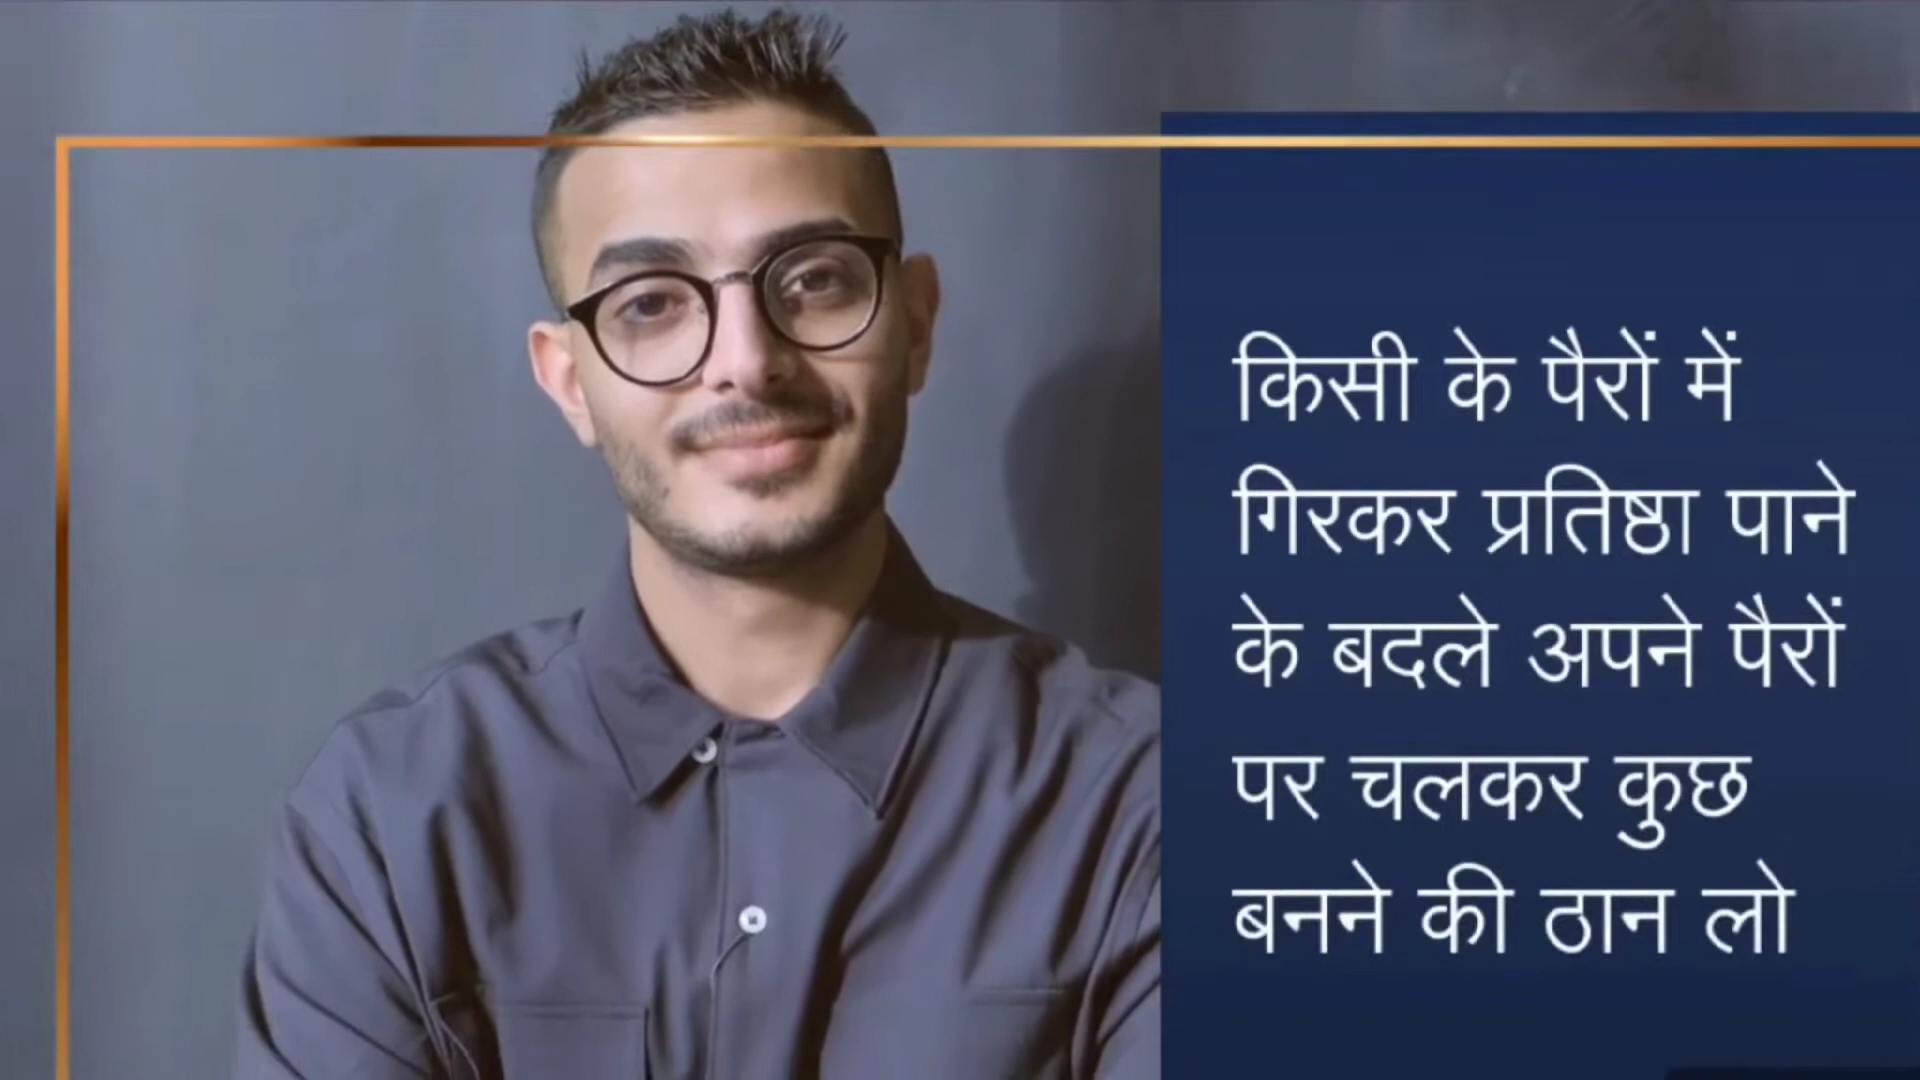 किसी के पैरों में
गिरकर प्रतिष्ठा पाने
के बदले अपने पैरों
पर चलकर कुछ
बनने की ठान लो